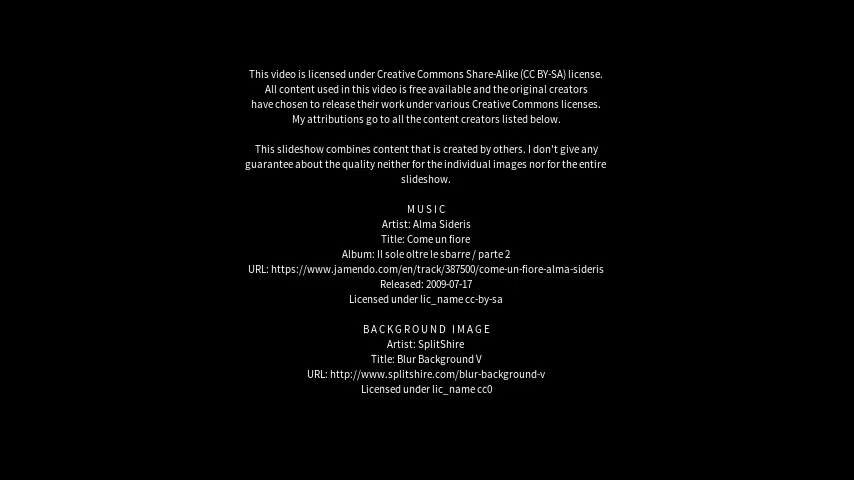 This video is licensed under Creative Commons Share-Alike (CC BY-SA) license.
All content used in this video is free available and the original creators
have chosen to release their work under various Creative Commons licenses.
My attributions go to all the content creators listed below.
This slideshow combines content that is created by others. I don't give any
guarantee about the quality neither for the individual images nor for the entire
slideshow.
MUSIC
Artist: Alma Sideris
Title: Come un fiore
Album: Il sole oltre le sbarre / parte 2
URL: https://www.jamendo.com/en/track/387500/come-un-fiore-alma-sideris
Released: 2009-07-17
Licensed under lic_name cc-by-sa
BACKGROUND IMAGE
Artist: SplitShire
Title: Blur Background V
URL: http://www.splitshire.com/blur-background-v
Licensed under lic_name cc0